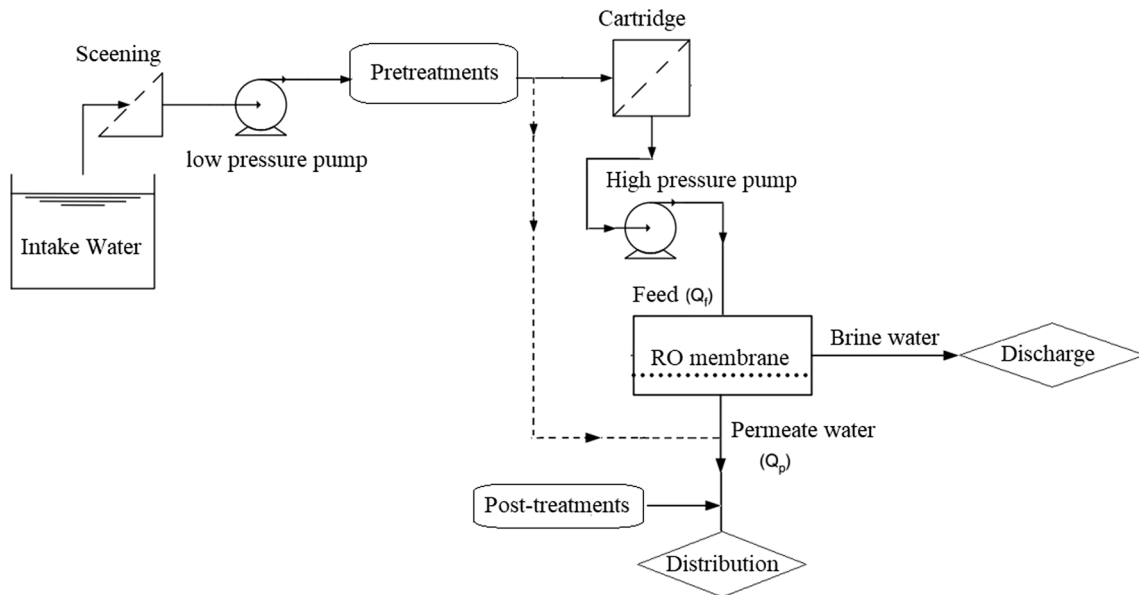 Cartridge
Sceening
Pretreatments
low pressure pump
High pressure pump
Intake Water
Feed (Qf)
Brine water
RO membrane
Discharge
Permeate water
(Qp)
Post-treatments
Distribution